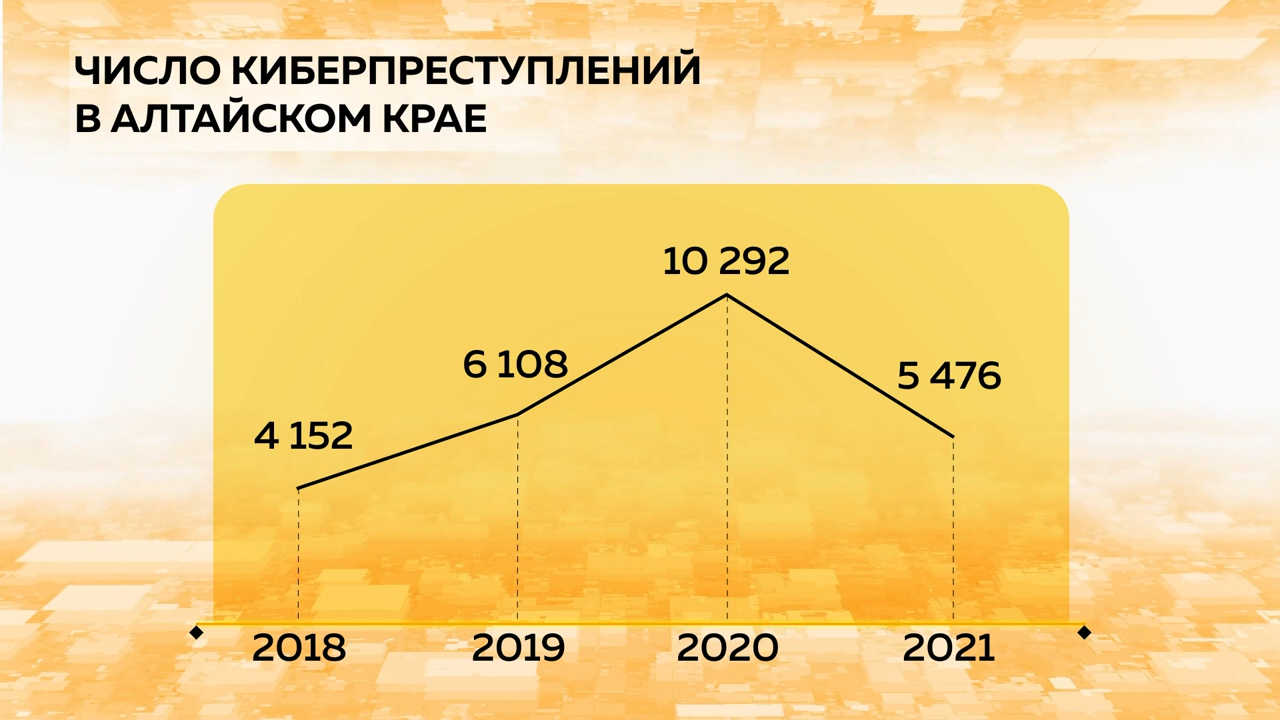 ЧИСЛО КИБЕРПРЕСТУПЛЕНИЙ
В АЛТАЙСКОМ КРАЕ
10 292
6 108
5 476
4 152
2018 2019 2020 2021